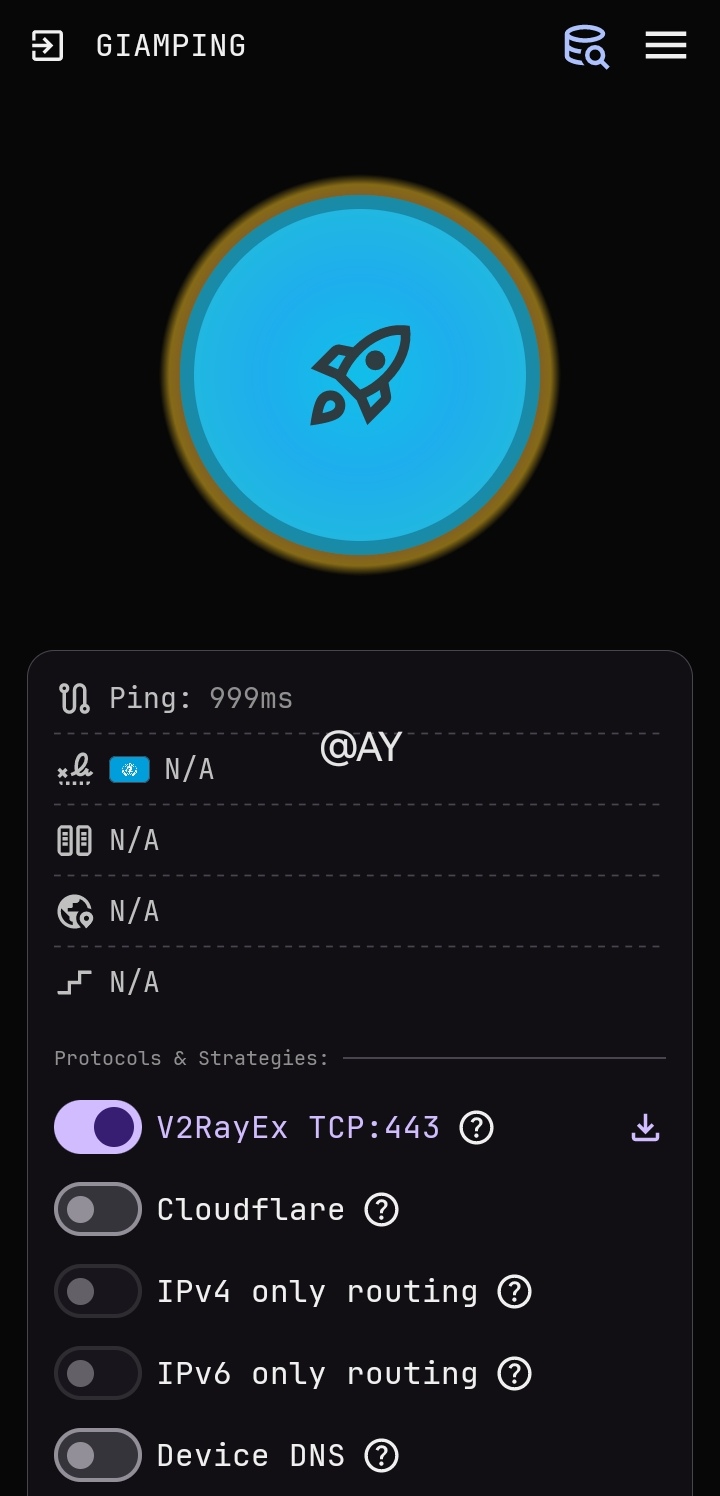 GIAMPING
Ping: 999ms
@AY
N/A
N/A
N/A
N/A
Protocols & Strategies:
V2RayEx TCP:443
Cloudflare
IPv4 only routing
IPv6 only routing
Device DNS